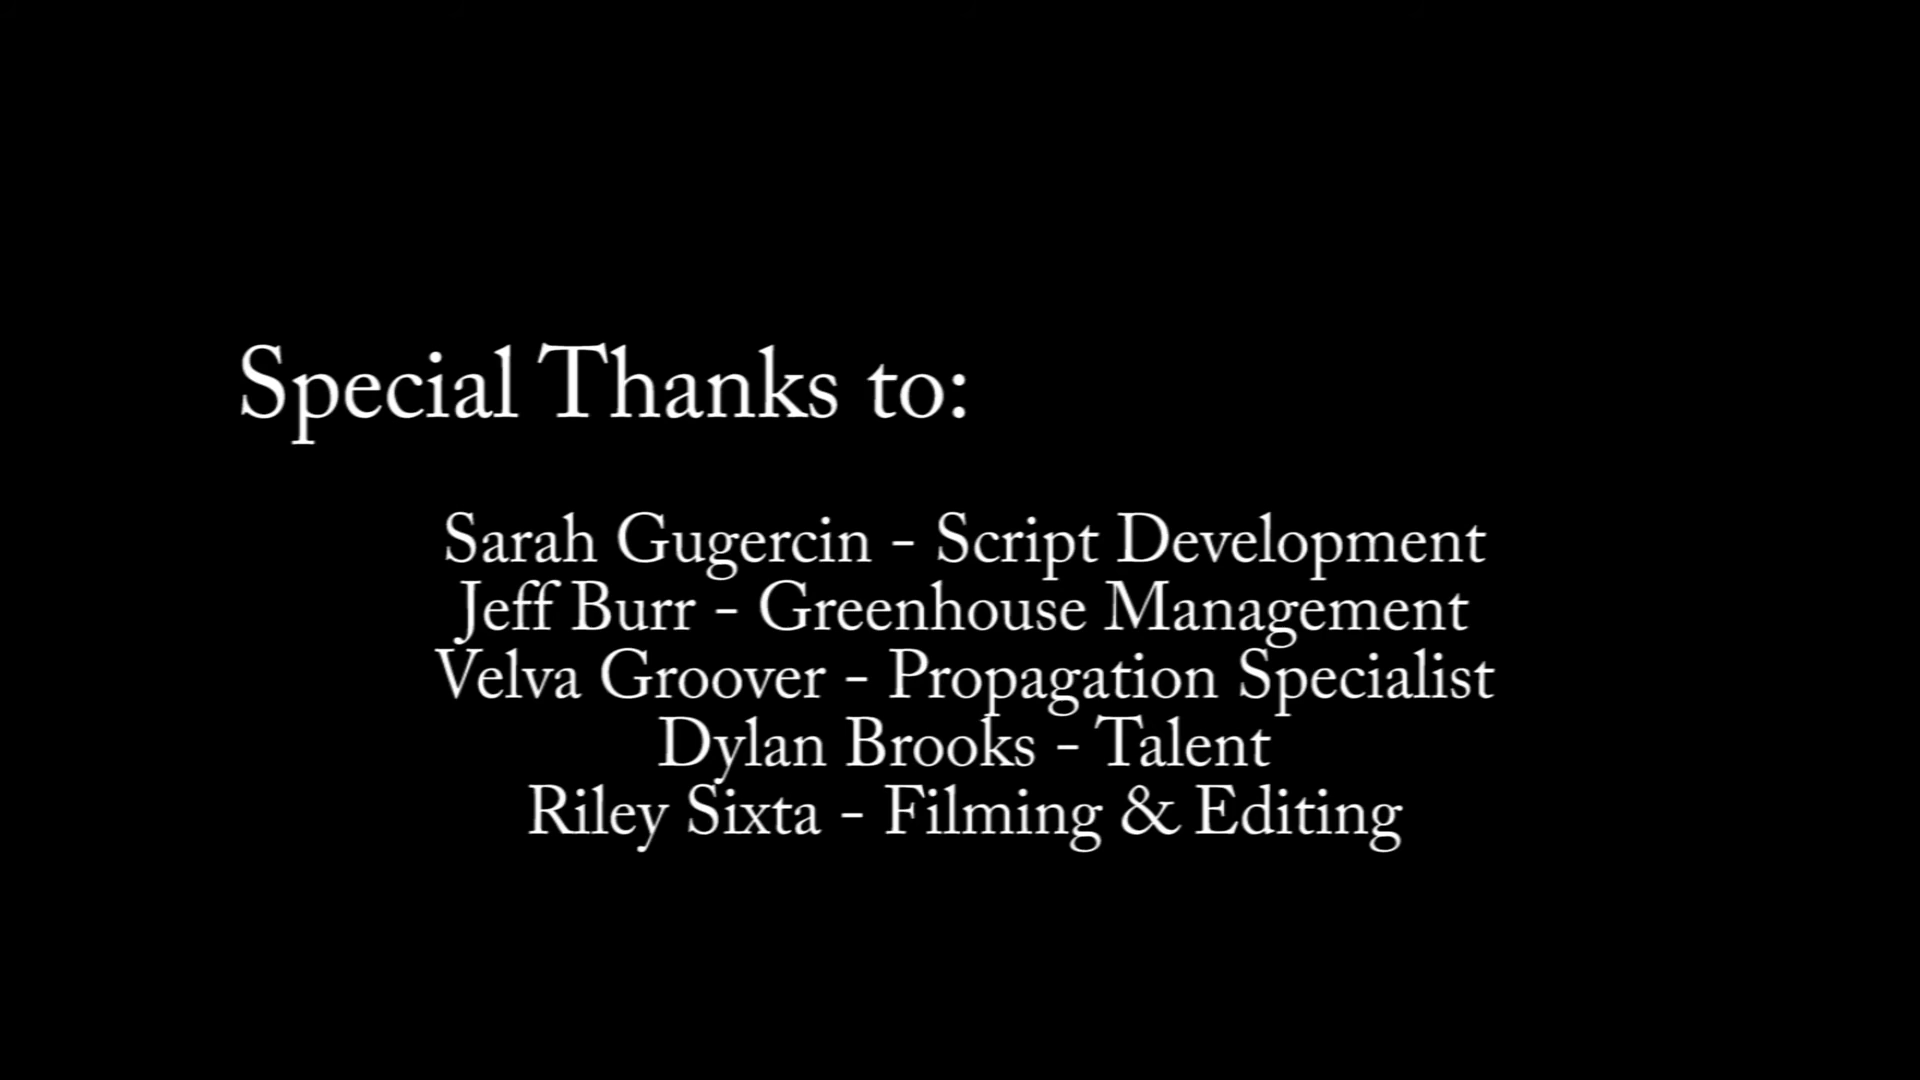 Special Thanks to:
Sarah Gugercin - Script Development
Jeff Burr - Greenhouse Management
Velva Groover - Propagation Specialist
Dylan Brooks - Talent
Riley Sixta - Filming & Editing